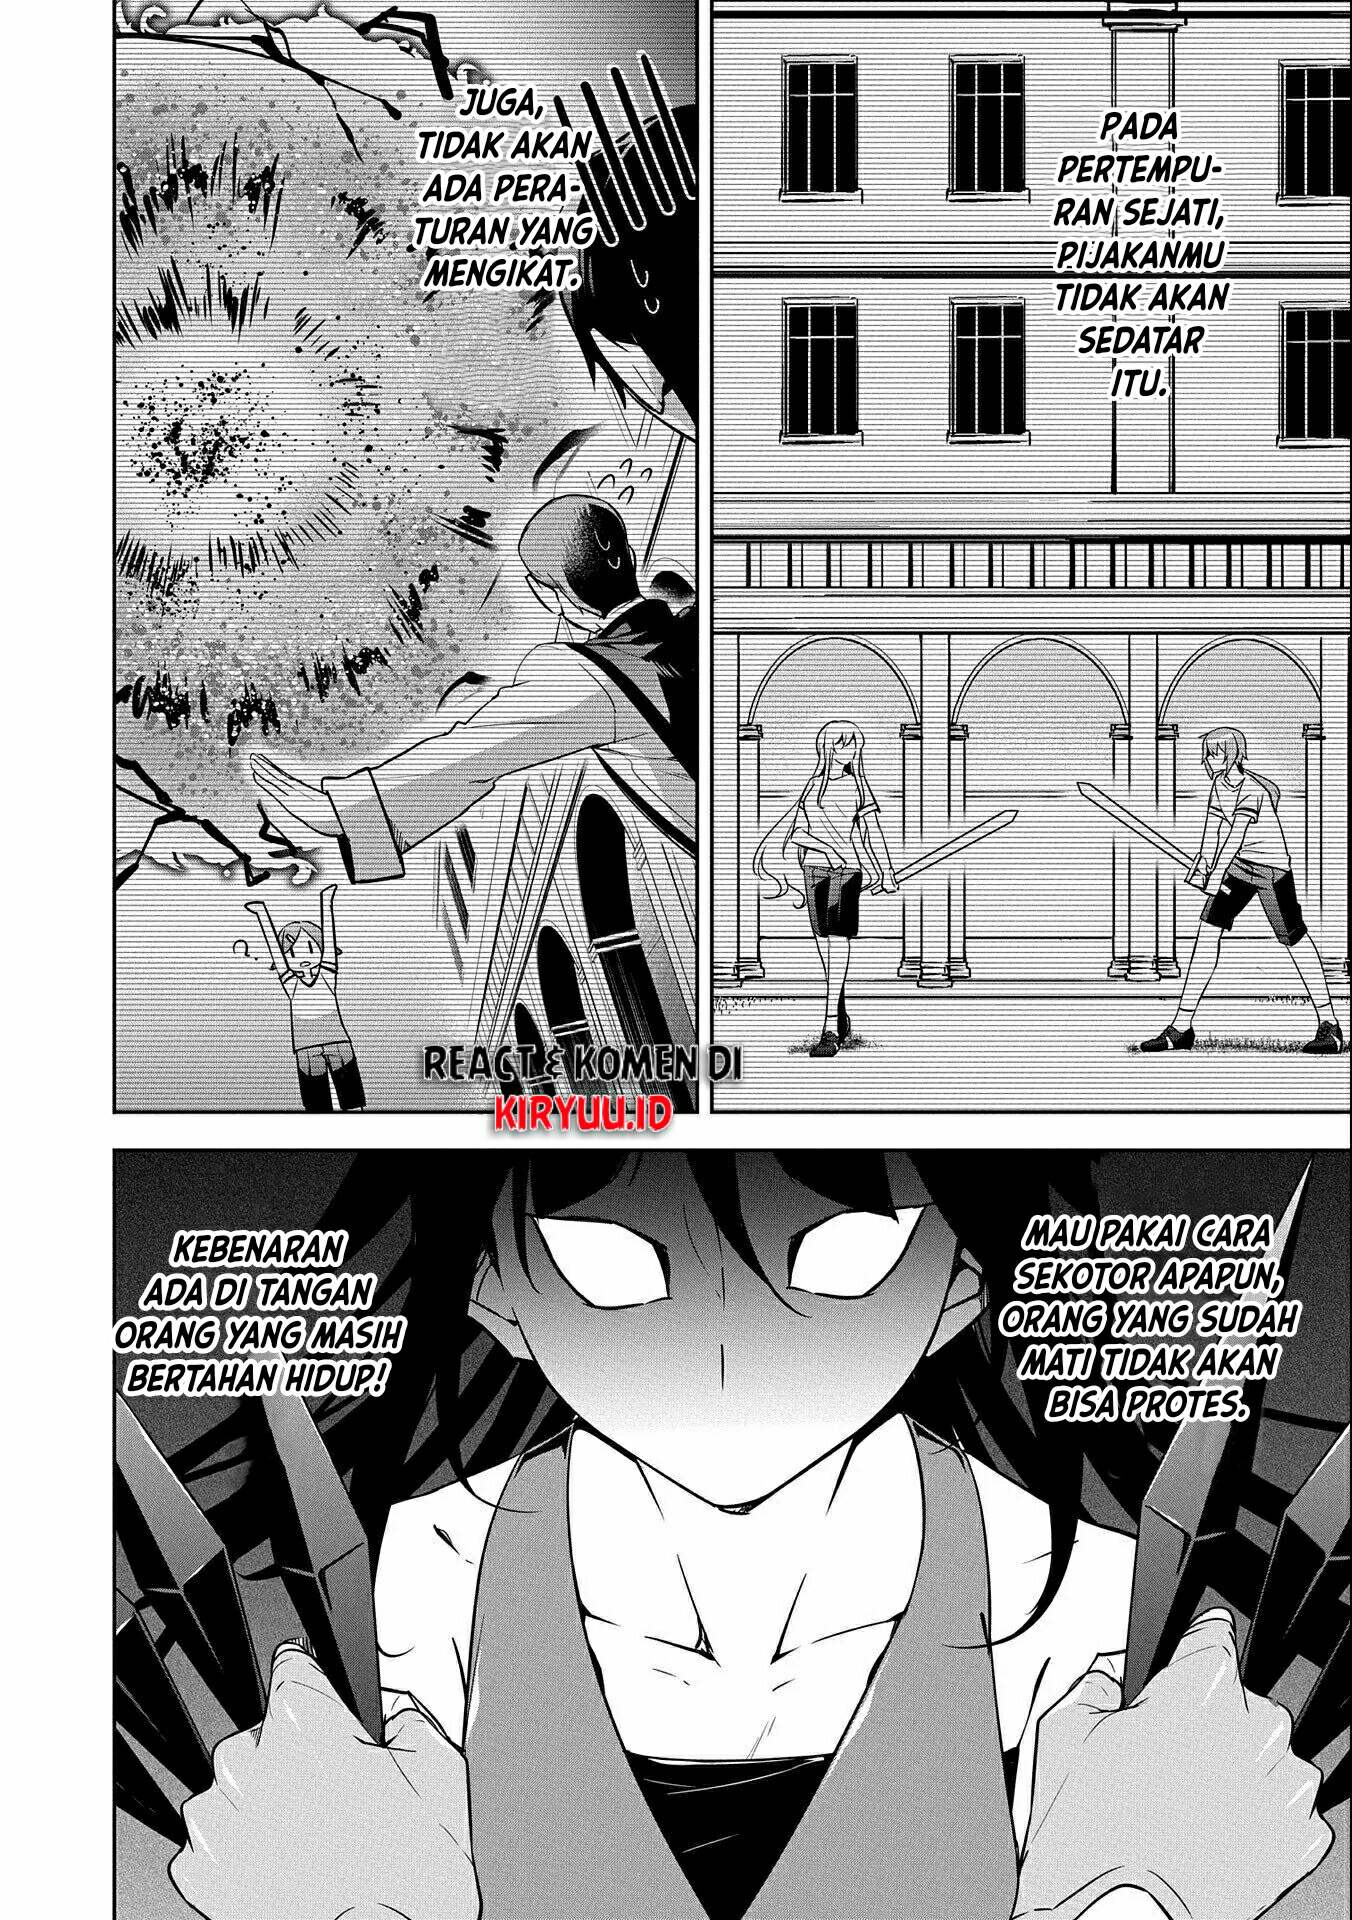 PADA
PERTEMPU-
RAN SEJATI,
PIJAKANMU
TIDAK AKAN
SEDATAR
ITU.
JUGA,
TIDAK AKAN
ADA PERA-
TURAN YANG
MENGIKAT.
?
REACT & KOMEN DI
KIRYUU.ID
MAU PAKAI CARA
SEKOTOR APAPUN,
ORANG YANG SUDAH
MATI TIDAK AKAN
BISA PROTES.
KEBENARAN
ADA DI TANGAN
ORANG YANG MASIH
BERTAHAN HIDUP!